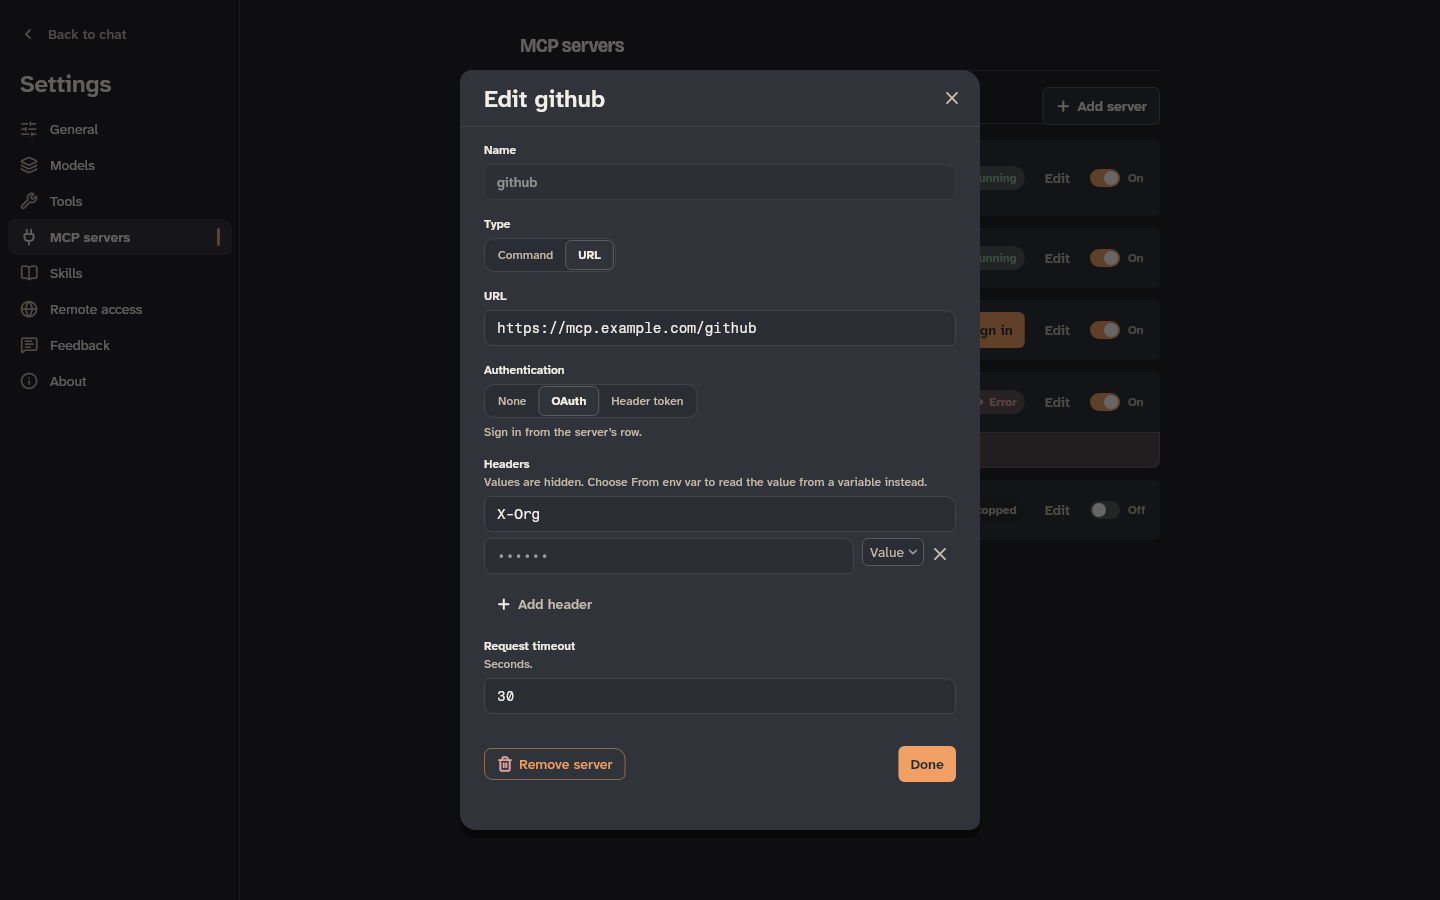 Back to chat
MCP servers
Settings
General
Models
Tools
MCP servers
Skills
Remote access
Feedback
About
Add server
Edit On
Edit On
Edit On
Error Edit On
Edit Off
Edit github
Name
github
Type
Command URL
URL
https://mcp.example.com/github
Authentication
None OAuth Header token
Sign in from the server's row.
Headers
Values are hidden. Choose From env var to read the value from a variable instead.
X-Org
••••••
Value
Add header
Request timeout
Seconds.
30
Remove server
Done